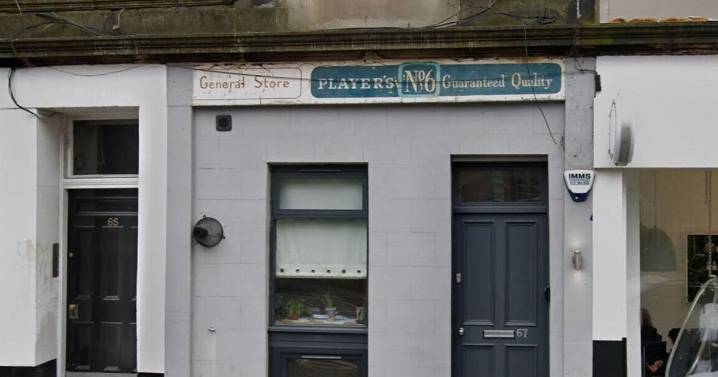 General Store PLAYER'S No6 Guaranteed Quality
IMMS
65
67